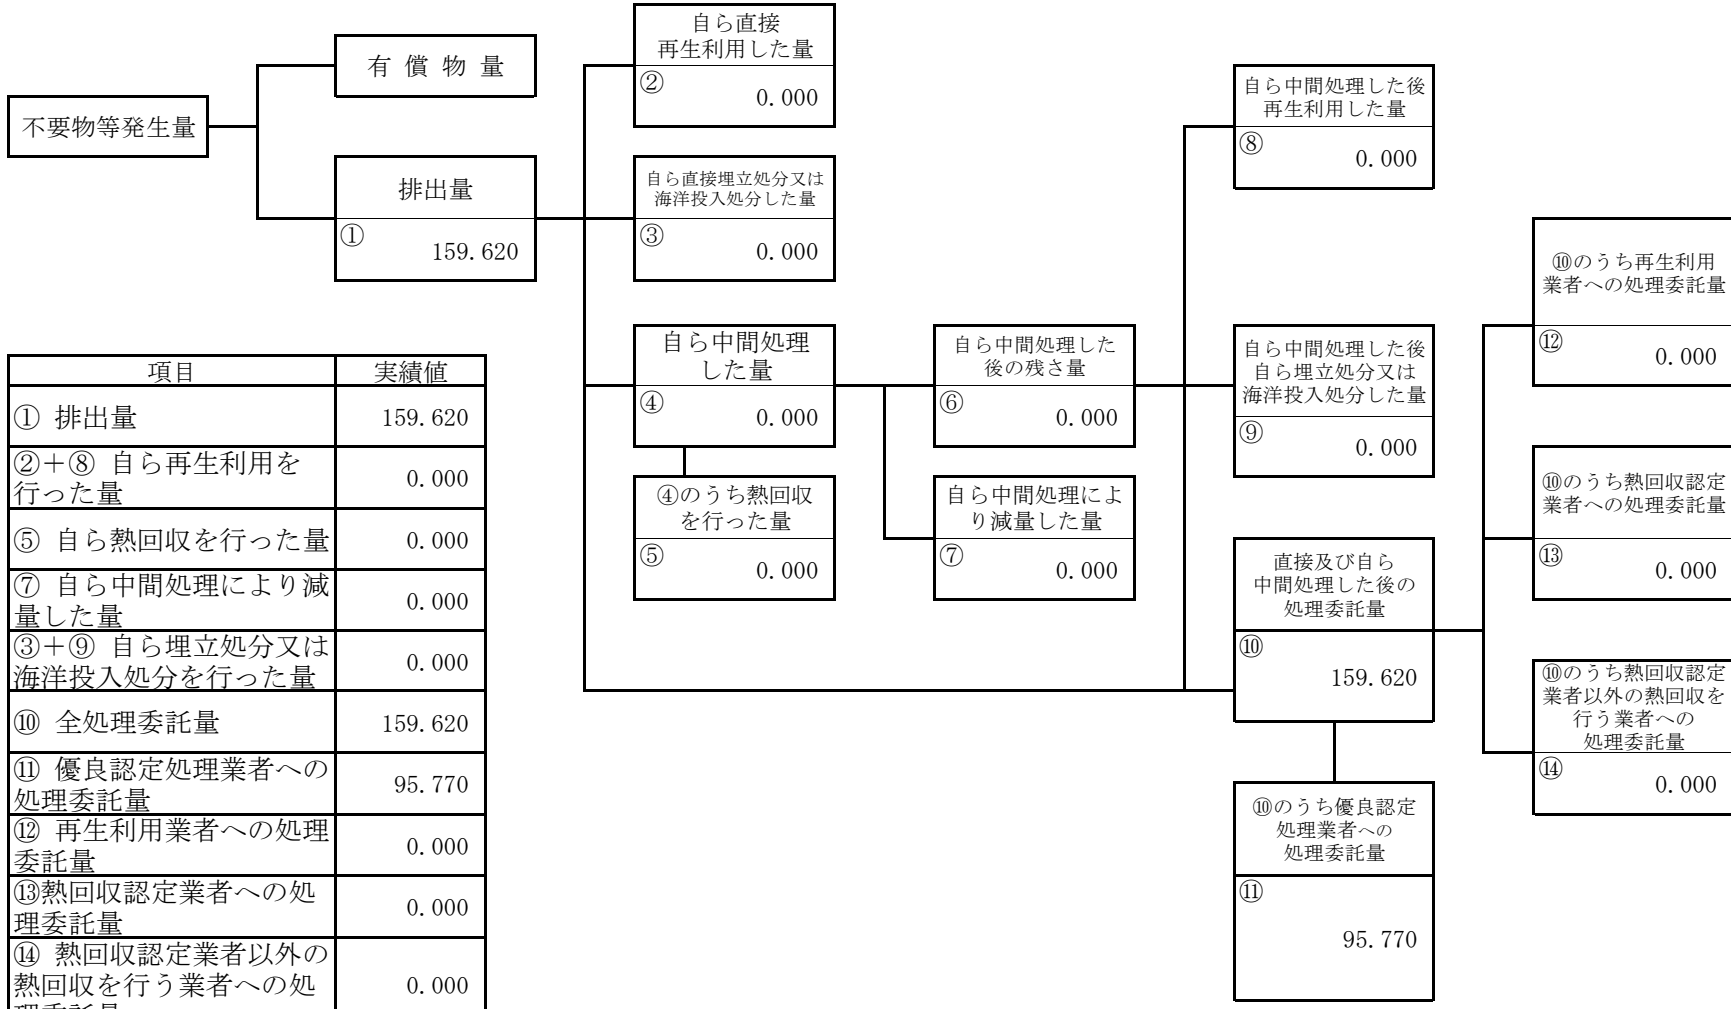 不要物等発生量
有 償 物 量
排出量
①
159.620
自ら直接
再生利用した量
②
0.000
自ら直接埋立処分又は
海洋投入処分した量
③
0.000
自ら中間処理
した量
④
0.000
④のうち熱回収
を行った量
⑤
0.000
自ら中間処理した
後の残さ量
⑥
0.000
自ら中間処理によ
り減量した量
⑦
0.000
自ら中間処理した後
再生利用した量
⑧
0.000
自ら中間処理した後
自ら埋立処分又は
海洋投入処分した量
⑨
0.000
直接及び自ら
中間処理した後の
処理委託量
⑩
159.620
⑩のうち優良認定
処理業者への
処理委託量
⑪
95.770
⑩のうち再生利用
業者への処理委託量
⑫
0.000
⑩のうち熱回収認定
業者への処理委託量
⑬
0.000
⑩のうち熱回収認定
業者以外の熱回収を
行う業者への
処理委託量
⑭
0.000
項目 実績値
① 排出量 159.620
②＋⑧ 自ら再生利用を
行った量 0.000
⑤ 自ら熱回収を行った量 0.000
⑦ 自ら中間処理により減
量した量 0.000
③＋⑨ 自ら埋立処分又は
海洋投入処分を行った量 0.000
⑩ 全処理委託量 159.620
⑪ 優良認定処理業者への
処理委託量 95.770
⑫ 再生利用業者への処理
委託量 0.000
⑬熱回収認定業者への処
理委託量 0.000
⑭ 熱回収認定業者以外の
熱回収を行う業者への処 0.000